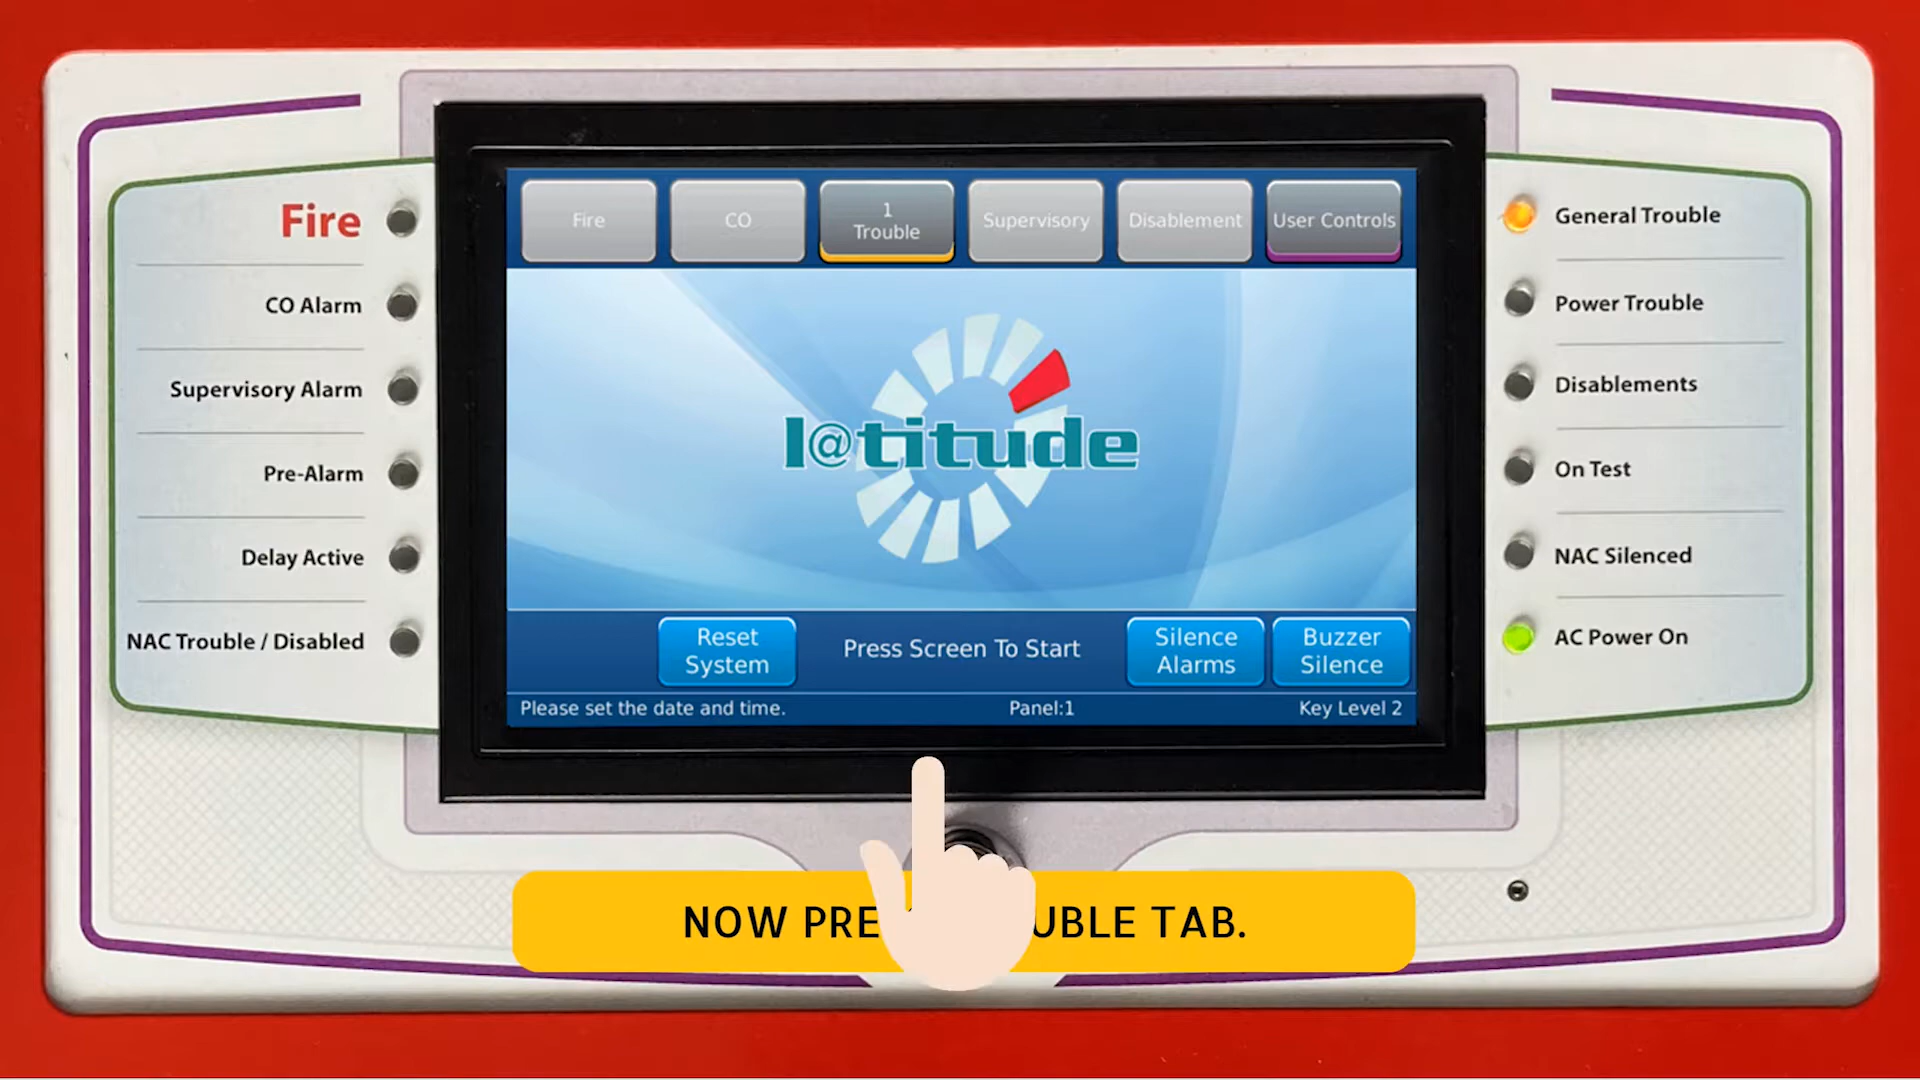 Fire
CO Alarm
Supervisory Alarm
Pre-Alarm
Delay Active
NAC Trouble / Disabled
Fire
CO
1
Trouble
Supervisory
Disablement
User Controls
l@titude
Reset
System
Press Screen To Start
Silence
Alarms
Buzzer
Silence
Please set the date and time.
Panel:1
Key Level 2
General Trouble
Power Trouble
Disablements
On Test
NAC Silenced
AC Power On
NOW TAB.